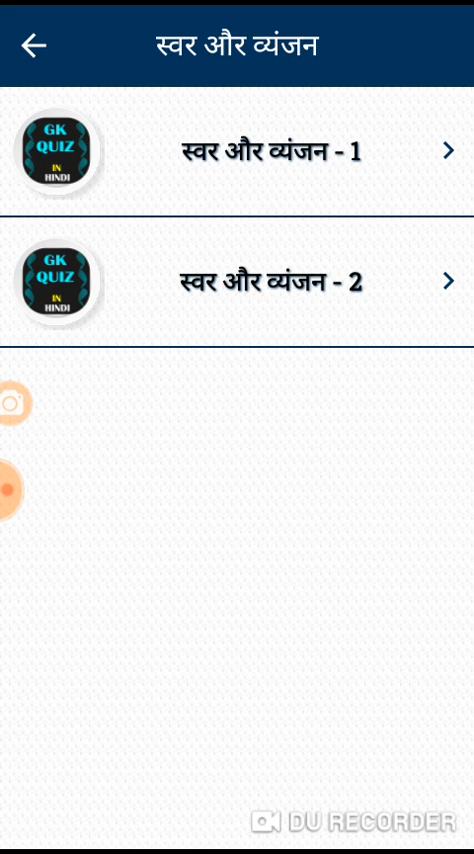 स्वर और व्यंजन
GK
QUIZ
IN
HINDI
स्वर और व्यंजन - 1
GK
QUIZ
IN
HINDI
स्वर और व्यंजन - 2
DU RECORDER